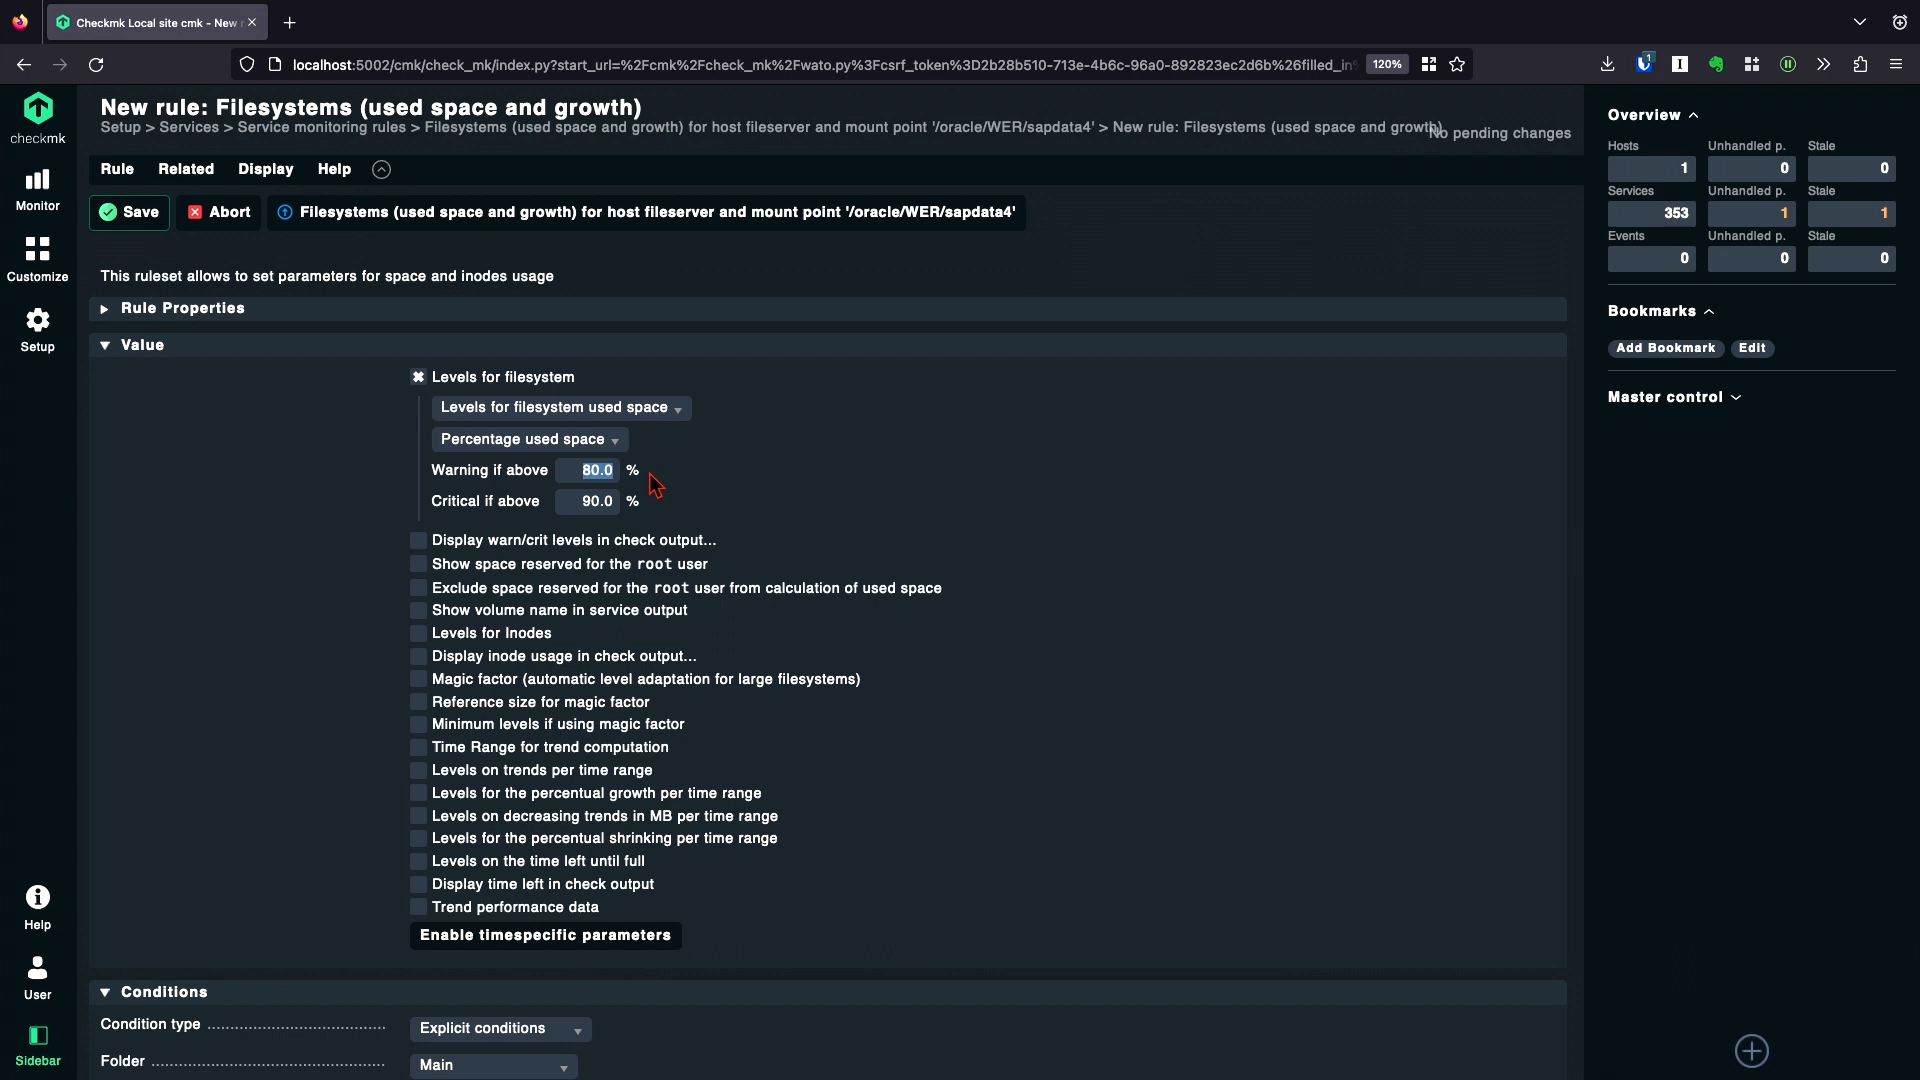 Checkmk Local site cmk - New
localhost:5002/cmk/check_mk/index.py?start_url=%2Fcmk%2Fcheck_mk%2Fwato.py%3Fcsrf_token%3D2b28b510-713e-4b6c-96a0-892823ec2d6b%26filled_in
120%
1
checkmk
Monitor
Customize
Setup
Help
User
Sidebar
New rule: Filesystems (used space and growth)
Setup > Services > Service monitoring rules > Filesystems (used space and growth) for host fileserver and mount point '/oracle/WER/sapdata4' > New rule: Filesystems (used space and growth)
No pending changes
Rule Related Display Help
Save Abort Filesystems (used space and growth) for host fileserver and mount point '/oracle/WER/sapdata4'
This ruleset allows to set parameters for space and inodes usage
Rule Properties
Value
Levels for filesystem
Levels for filesystem used space
Percentage used space
Warning if above 80.0 %
Critical if above 90.0 %
Display warn/crit levels in check output...
Show space reserved for the root user
Exclude space reserved for the root user from calculation of used space
Show volume name in service output
Levels for Inodes
Display inode usage in check output...
Magic factor (automatic level adaptation for large filesystems)
Reference size for magic factor
Minimum levels if using magic factor
Time Range for trend computation
Levels on trends per time range
Levels for the percentual growth per time range
Levels on decreasing trends in MB per time range
Levels for the percentual shrinking per time range
Levels on the time left until full
Display time left in check output
Trend performance data
Enable timespecific parameters
Conditions
Condition type Explicit conditions
Folder Main
Overview
Hosts Unhandled p. Stale
1 0 0
Services Unhandled p. Stale
353 1 1
Events Unhandled p. Stale
0 0 0
Bookmarks
Add Bookmark Edit
Master control